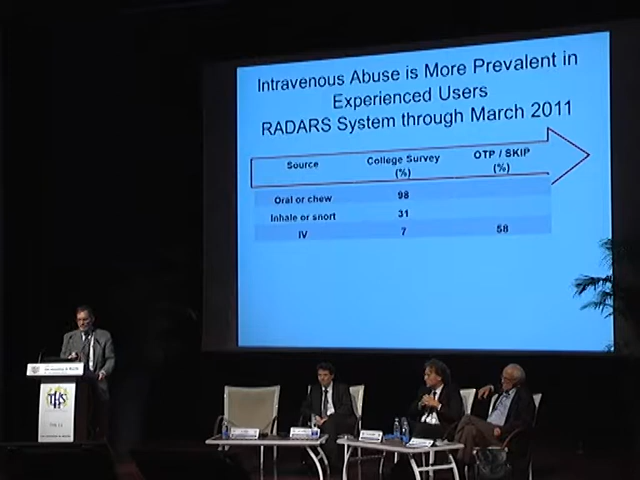 Intravenous Abuse is More Prevalent in
Experienced Users
RADARS System through March 2011
Source College Survey OTP / SKIP
(%) (%)
Oral or chew 98
Inhale or snort 31
IV 7 58
THS